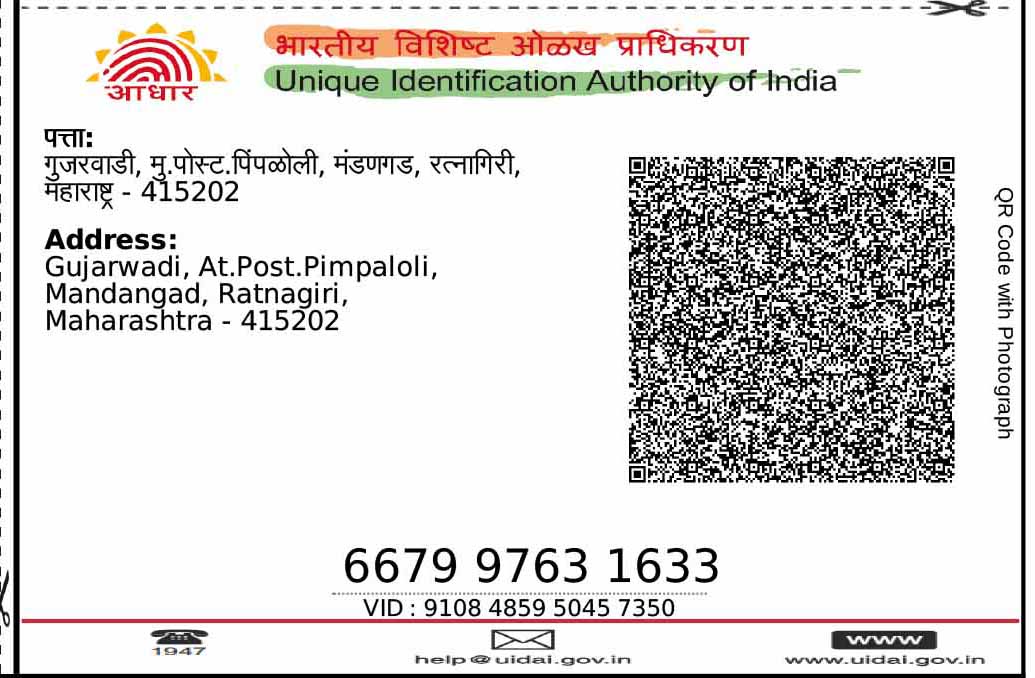 आधार
भारतीय विशिष्ट ओळख प्राधिकरण
Unique Identification Authority of India
पत्ता:
गुजरवाडी, मु.पोस्ट.पिंपळोली, मंडणगड, रत्नागिरी,
महाराष्ट्र - 415202
Address:
Gujarwadi, At.Post.Pimpaloli,
Mandangad, Ratnagiri,
Maharashtra - 415202
QR Code with Photograph
6679 9763 1633
VID : 9108 4859 5045 7350
1947
help@uidai.gov.in
www
www.uidai.gov.in